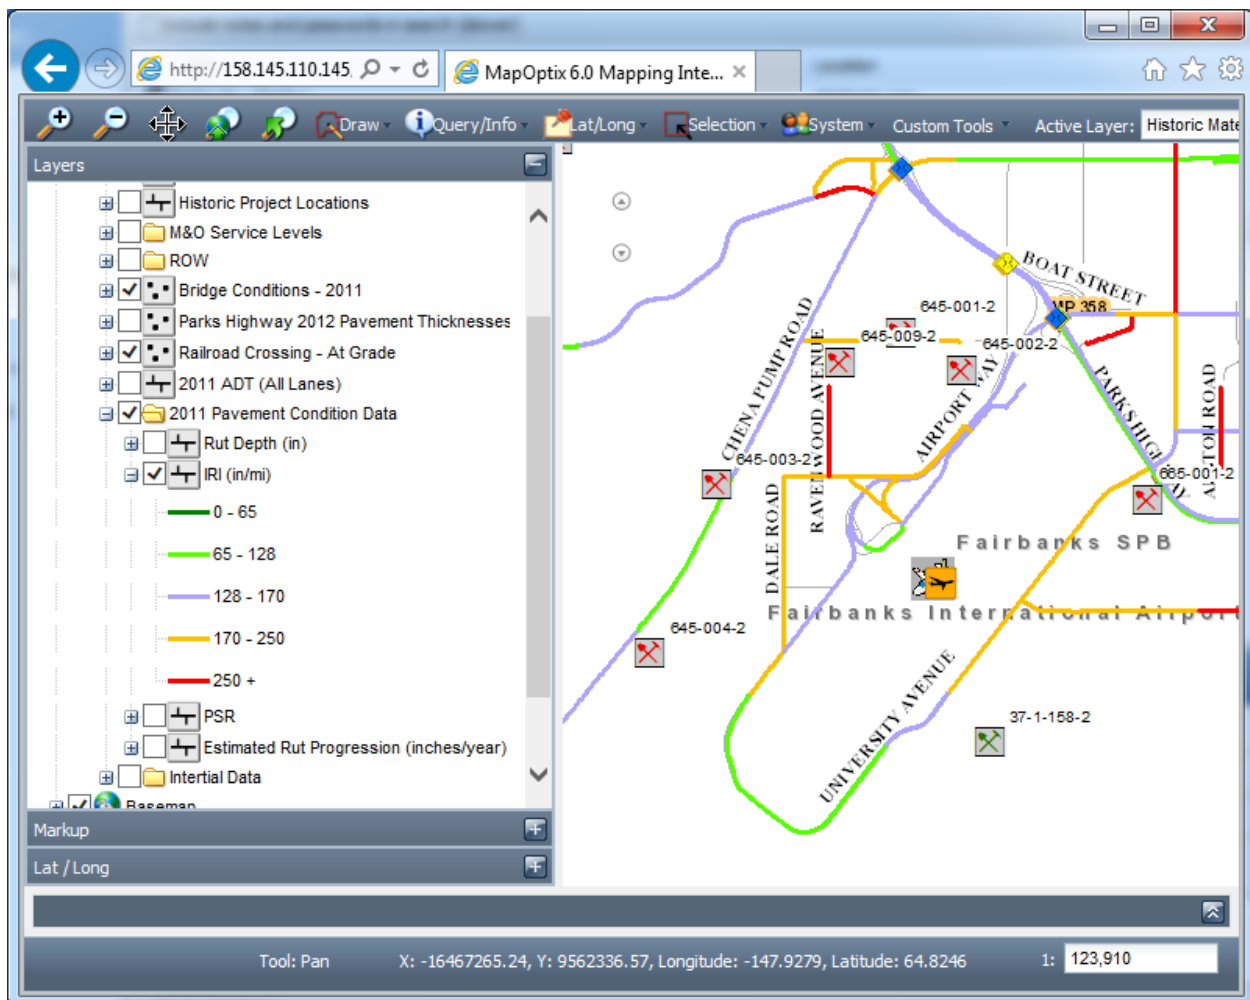 http://158.145.110.145,
MapOptix 6.0 Mapping Inte...
Draw
Query/Info
Lat/Long
Selection
System
Custom Tools
Active Layer:
Historic Mate
Layers
Historic Project Locations
M&O Service Levels
ROW
Bridge Conditions - 2011
Parks Highway 2012 Pavement Thicknesses
Railroad Crossing - At Grade
2011 ADT (All Lanes)
2011 Pavement Condition Data
Rut Depth (in)
IRI (in/mi)
0 - 65
65 - 128
128 - 170
170 - 250
250 +
PSR
Estimated Rut Progression (inches/year)
Intertial Data
Basemap
Markup
Lat / Long
BOAT STREET
MP 358
645-001-2
645-009-2
645-002-2
CHENA PUMP ROAD
RAVENWOOD AVENUE
AIRPORT WAY
PARKS HIGHWAY
645-003-2
665-001-2
DALE ROAD
Fairbanks SPB
Fairbanks International Airport
645-004-2
UNIVERSITY AVENUE
37-1-158-2
Tool: Pan
X: -16467265.24, Y: 9562336.57, Longitude: -147.9279, Latitude: 64.8246
1:
123,910